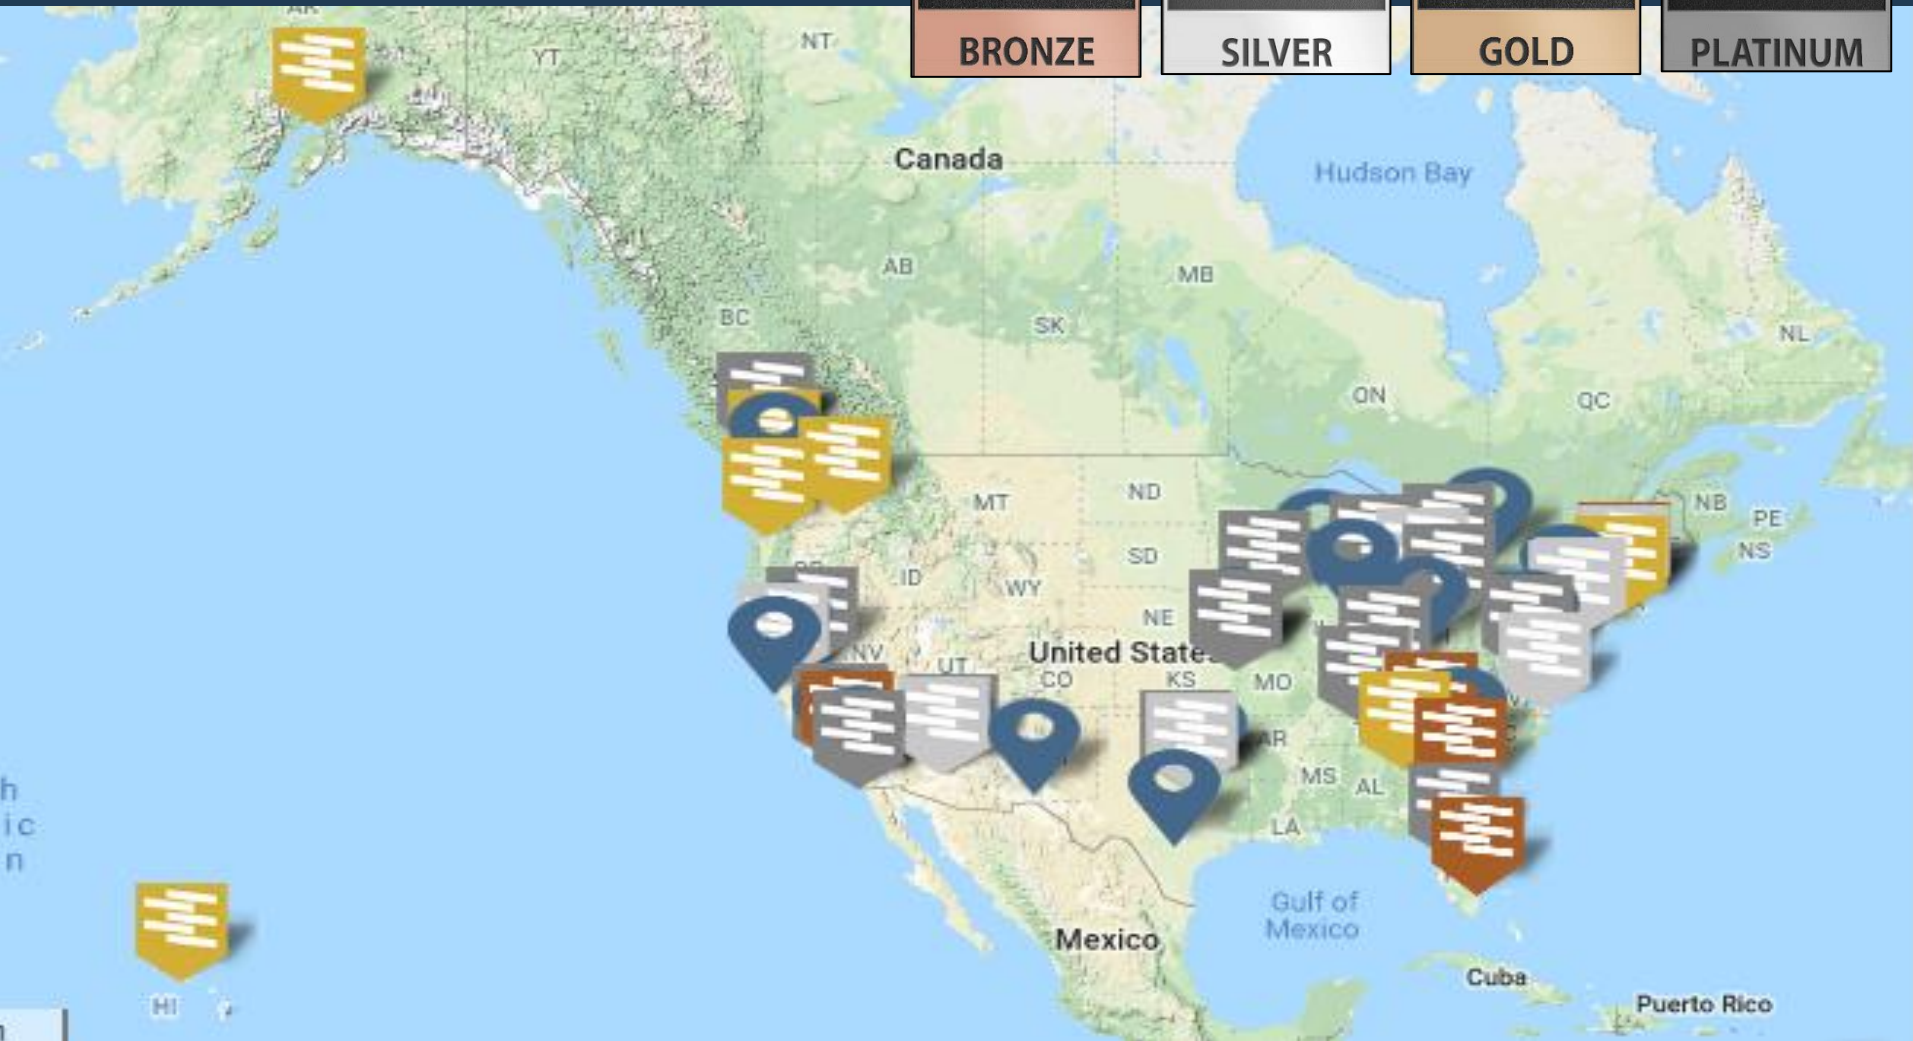 BRONZE
SILVER
GOLD
PLATINUM
AK
YT
NT
Canada
Hudson Bay
AB
MB
BC
SK
NL
ON
QC
MT
ND
NB
PE
NS
SD
ID
WY
NE
United States
NV
UT
CO
KS
MO
AR
MS
AL
LA
h
ic
n
Gulf of
Mexico
Mexico
Cuba
Puerto Rico
HI